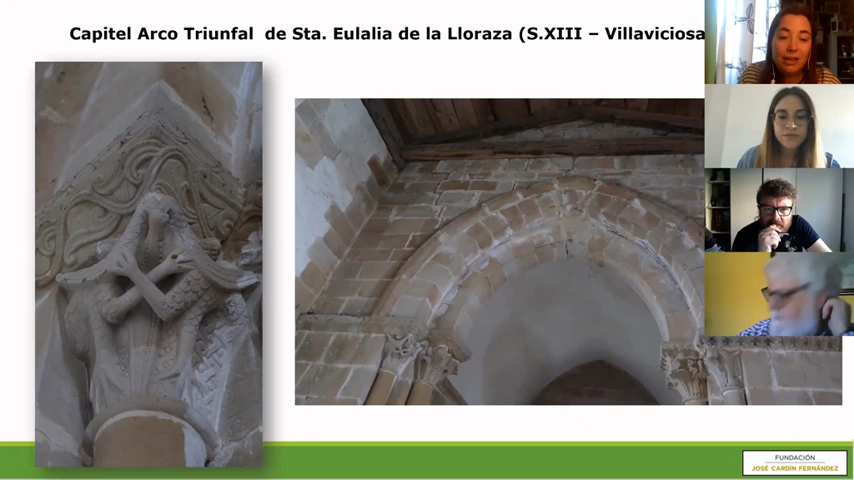 Capitel Arco Triunfal de Sta. Eulalia de la Lloraza (S.XIII – Villaviciosa
FUNDACIÓN
JOSÉ CARDÍN FERNÁNDEZ